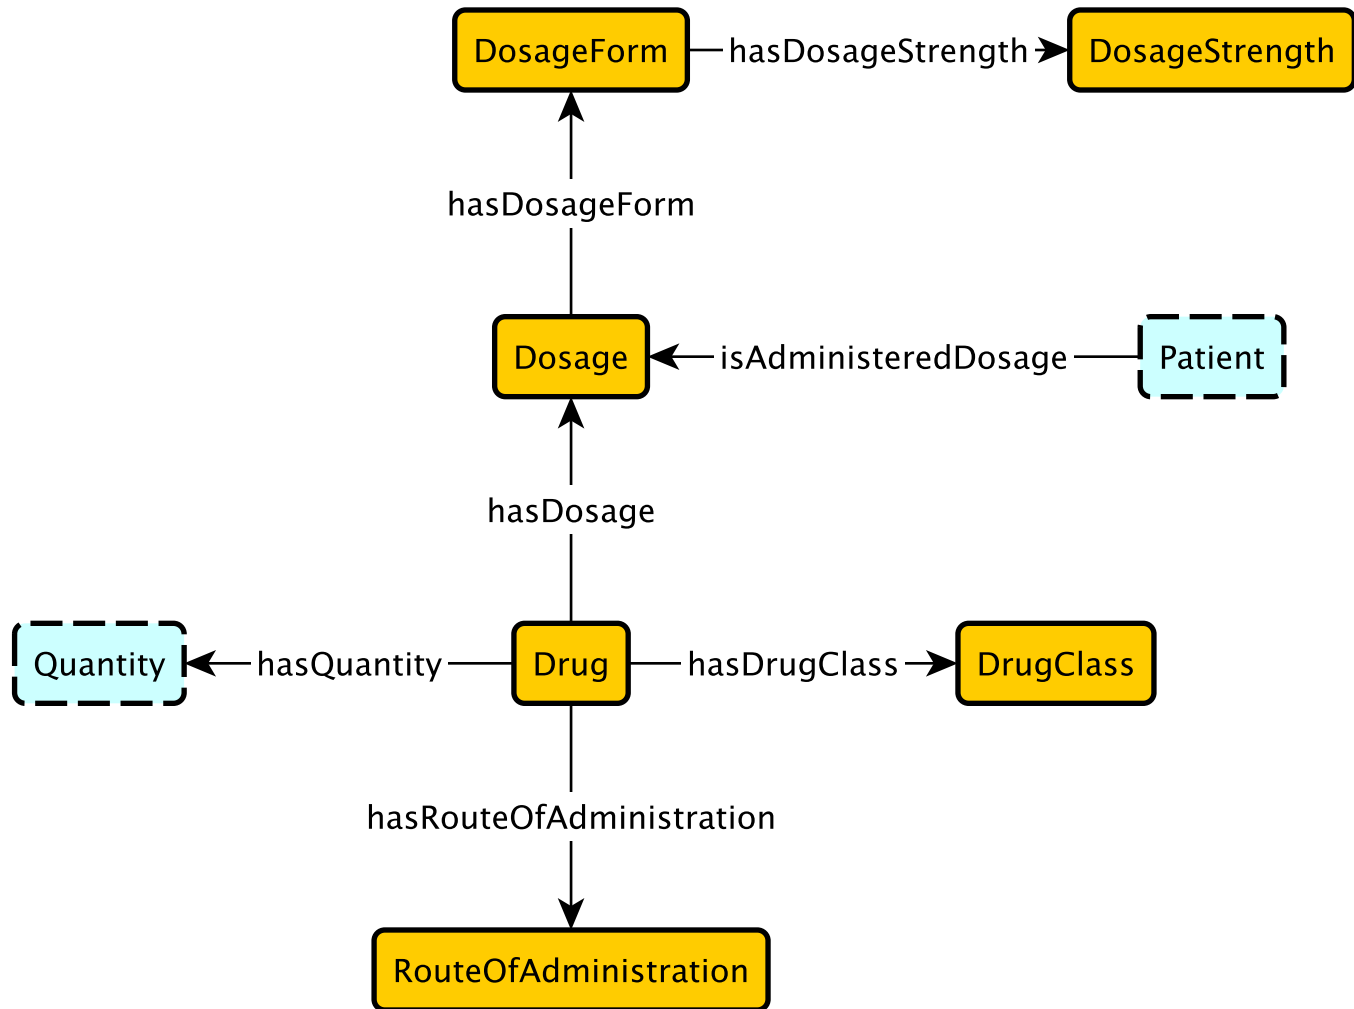 DosageForm
hasDosageStrength
DosageStrength
hasDosageForm
Dosage
isAdministeredDosage
Patient
hasDosage
Quantity
hasQuantity
Drug
hasDrugClass
DrugClass
hasRouteOfAdministration
RouteOfAdministration